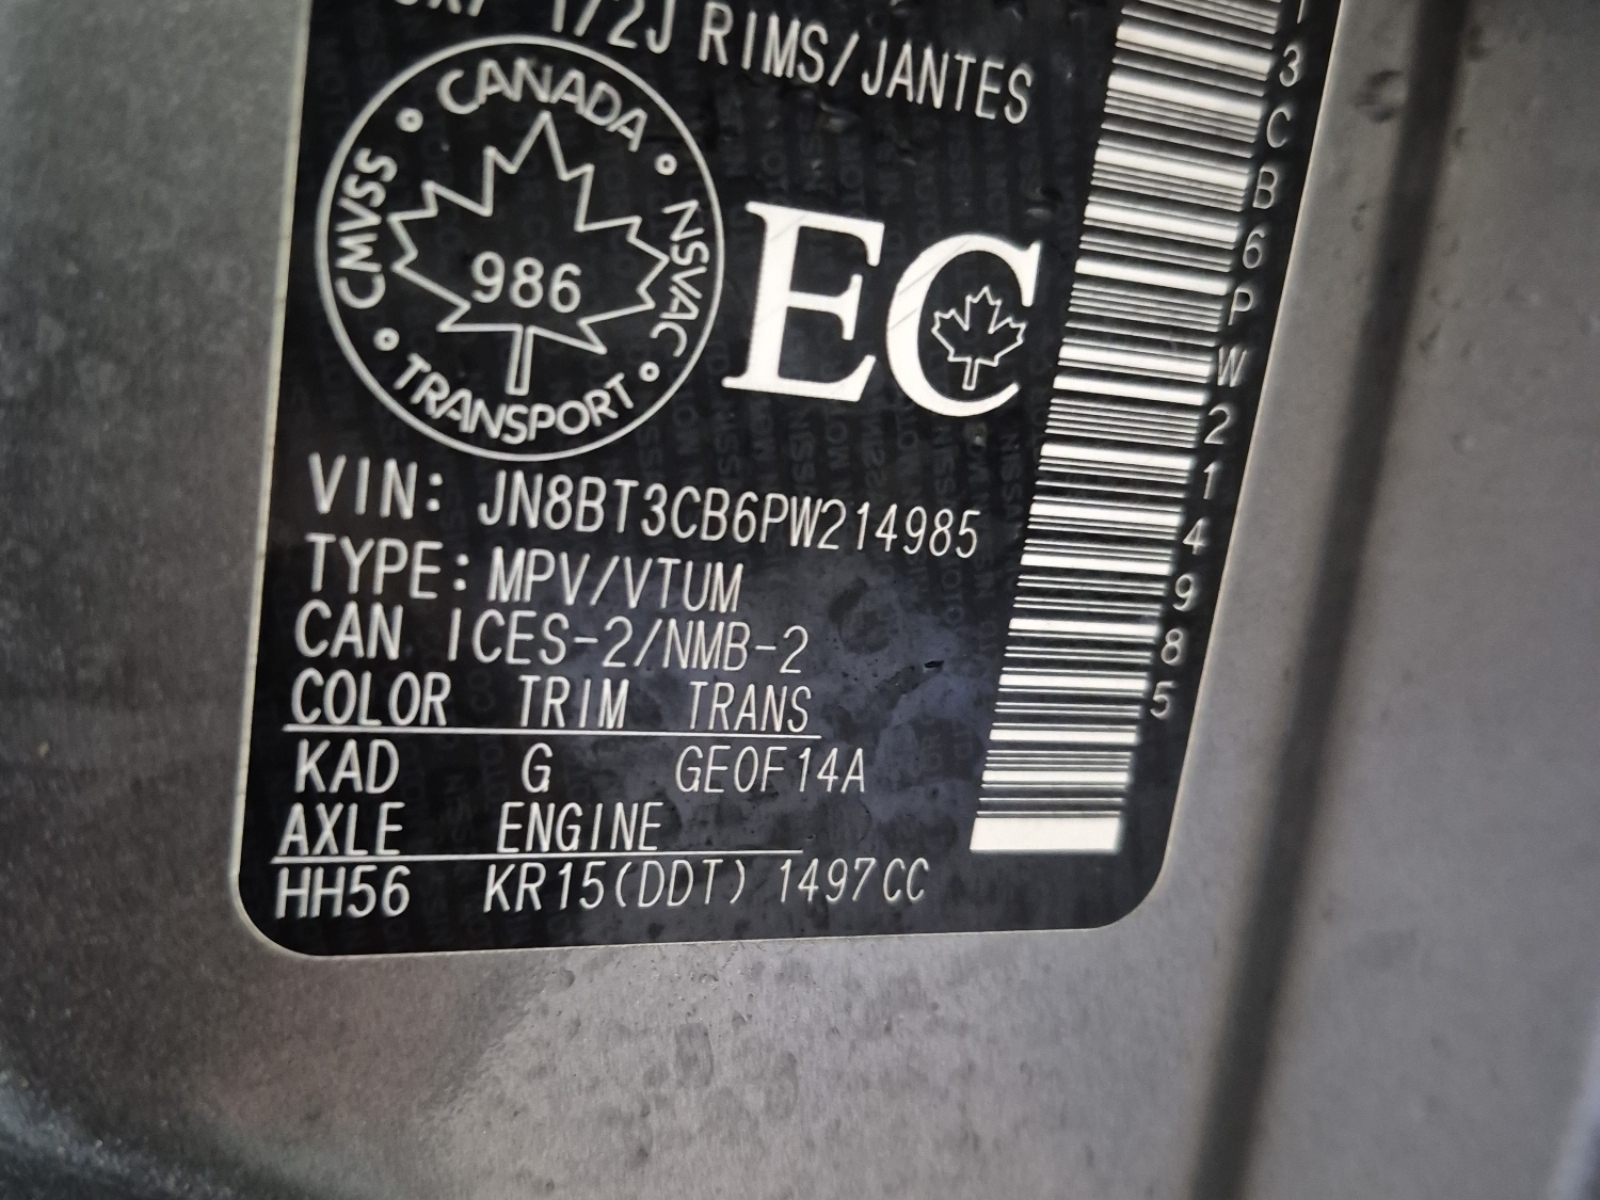 1/2J RIMS/JANTES
CANADA
CMVSS
NSVAC
986
TRANSPORT
EC
VIN: JN8BT3CB6PW214985
TYPE: MPV/VTUM
CAN ICES-2/NMB-2
COLOR TRIM TRANS
KAD G GE0F14A
AXLE ENGINE
HH56 KR15(DDT) 1497CC
3CB6PW214985